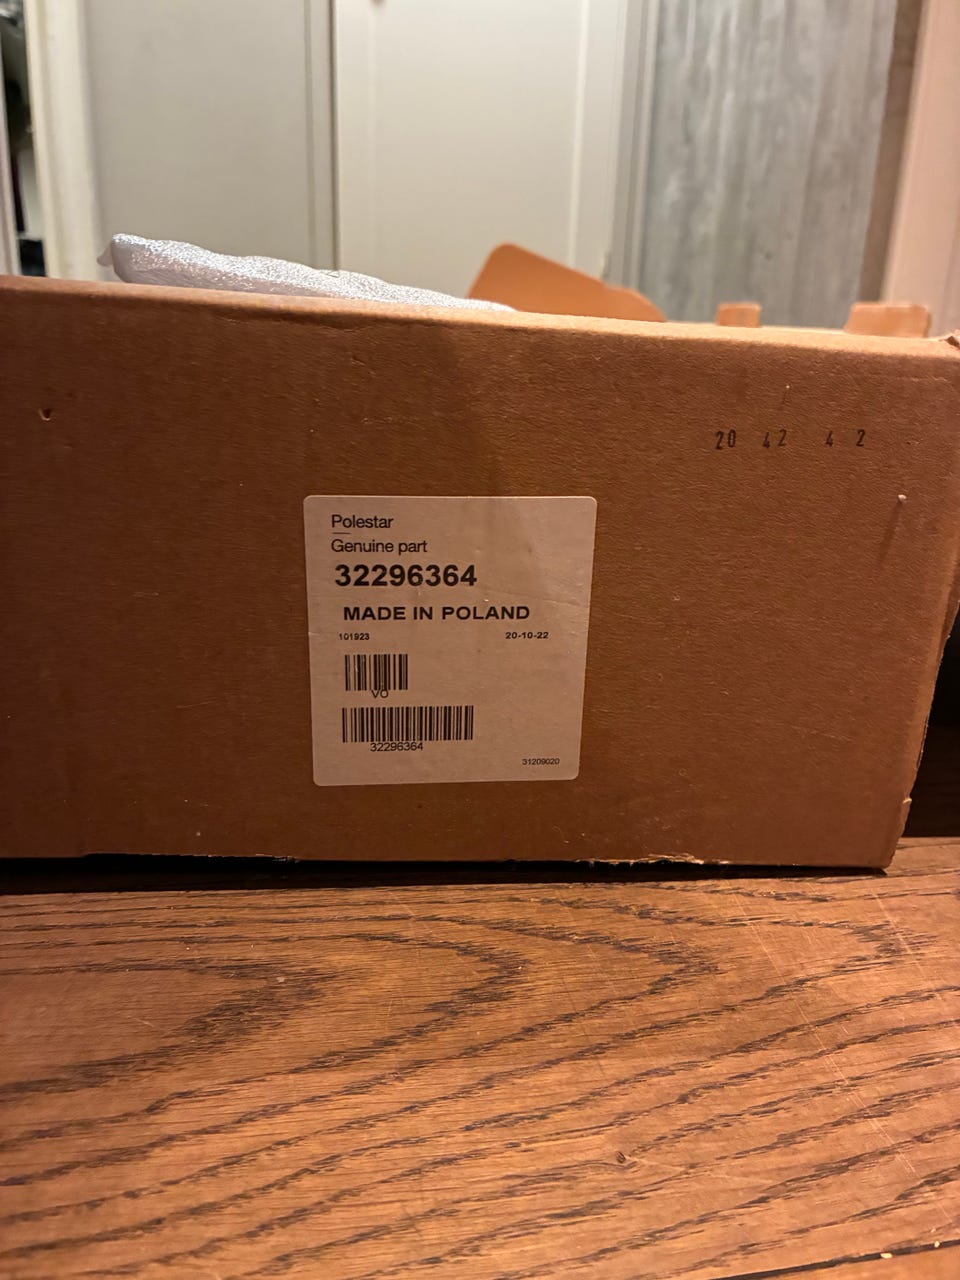 20 42 4 2
Polestar
Genuine part
32296364
MADE IN POLAND
101923 20-10-22
VO
32296364
31209020